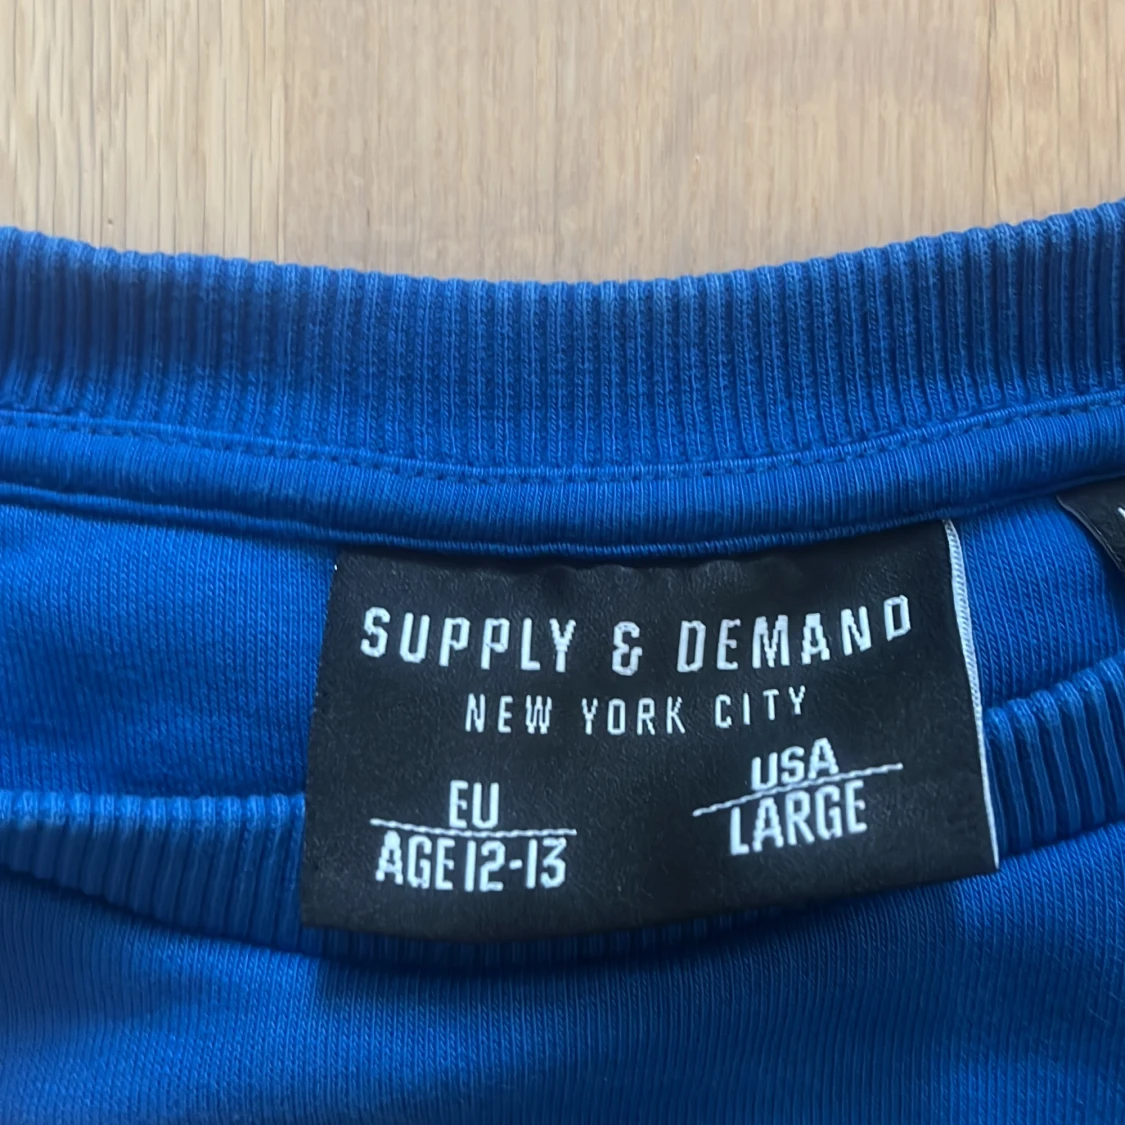 SUPPLY & DEMAND
NEW YORK CITY
EU
AGE 12-13
USA
LARGE